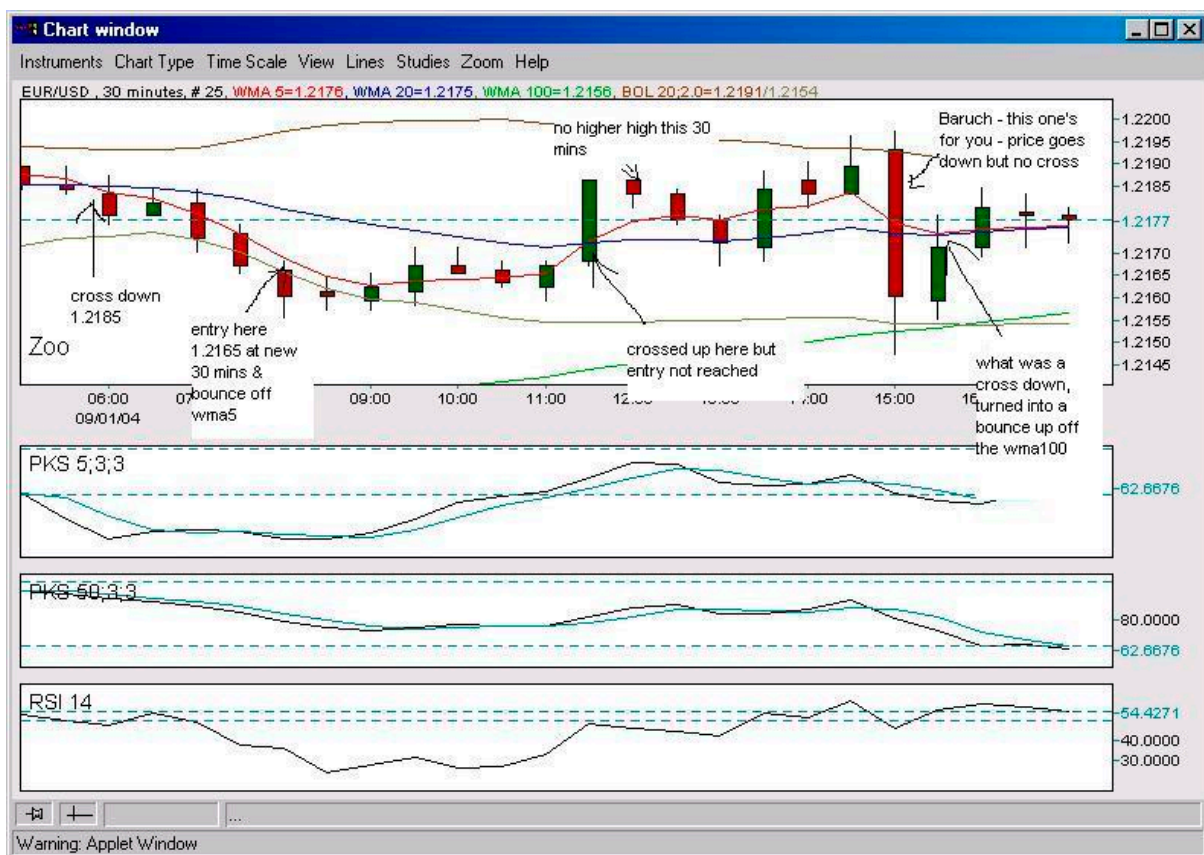 Chart window
Instruments Chart Type Time Scale View Lines Studies Zoom Help
EUR/USD , 30 minutes, # 25, WMA 5=1.2176, WMA 20=1.2175, WMA 100=1.2156, BOL 20;2.0=1.2191/1.2154
no higher high this 30
mins
Baruch - this one's
for you - price goes
down but no cross
1.2200
1.2195
1.2190
1.2185
1.2177
1.2170
1.2165
1.2160
1.2155
1.2150
1.2145
cross down
1.2185
entry here
1.2165 at new
30 mins &
bounce off
wma5
crossed up here but
entry not reached
what was a
cross down,
turned into a
bounce up off
the wma100
Zoo
06:00
09:00
10:00
11:00
15:00
09/01/04
PKS 5;3;3
62.6676
PKS 50;3;3
80.0000
62.6676
RSI 14
54.4271
40.0000
30.0000
...
Warning: Applet Window